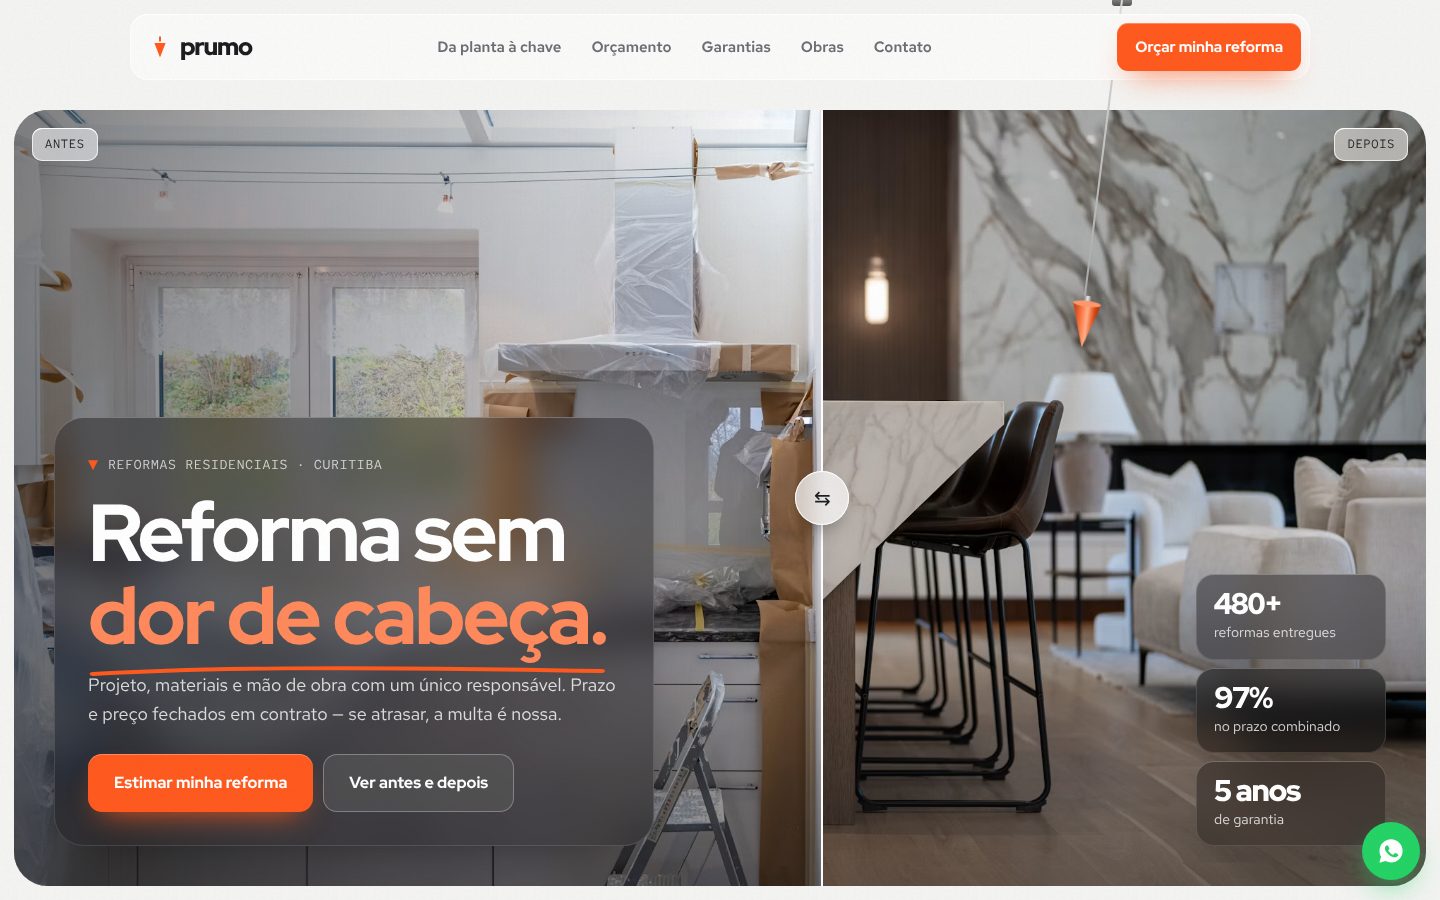 prumo
Da planta à chave
Orçamento
Garantias
Obras
Contato
Orçar minha reforma
ANTES
DEPOIS
REFORMAS RESIDENCIAIS · CURITIBA
Reforma sem
dor de cabeça.
Projeto, materiais e mão de obra com um único responsável. Prazo
e preço fechados em contrato — se atrasar, a multa é nossa.
Estimar minha reforma
Ver antes e depois
480+
reformas entregues
97%
no prazo combinado
5 anos
de garantia